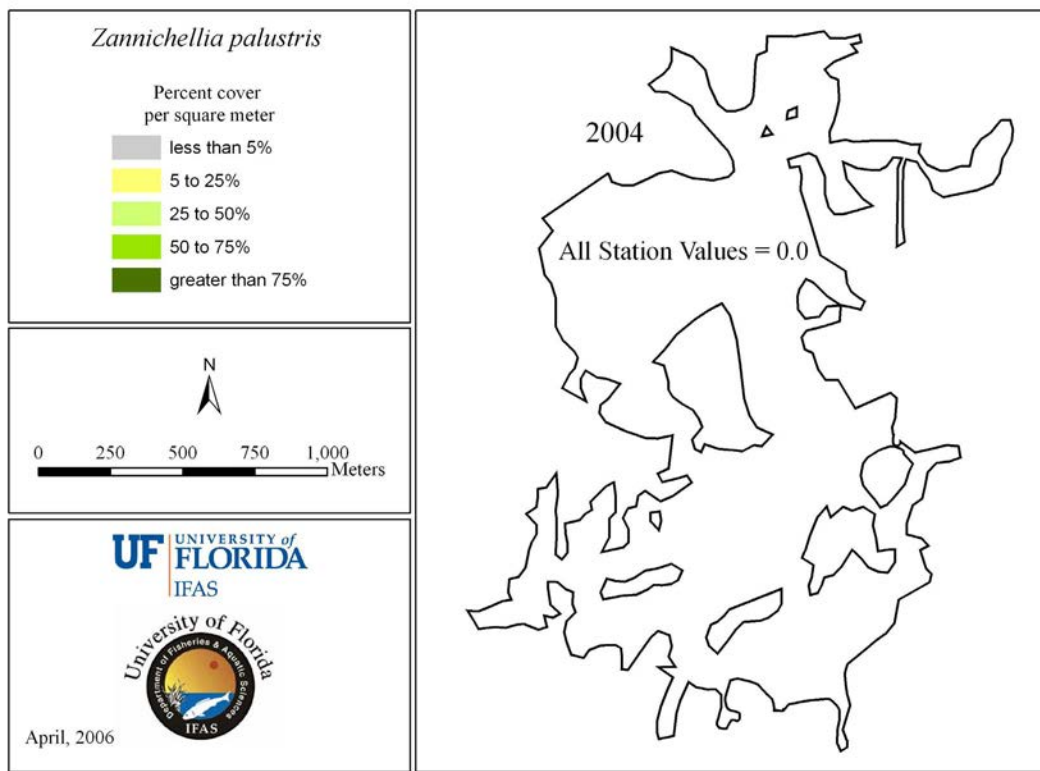 Zannichellia palustris
Percent cover
per square meter
less than 5%
5 to 25%
25 to 50%
50 to 75%
greater than 75%
N
0 250 500 750 1,000
Meters
UF UNIVERSITY of
FLORIDA
IFAS
University of Florida
Department of Fisheries & Aquatic Sciences
IFAS
April, 2006
2004
All Station Values = 0.0